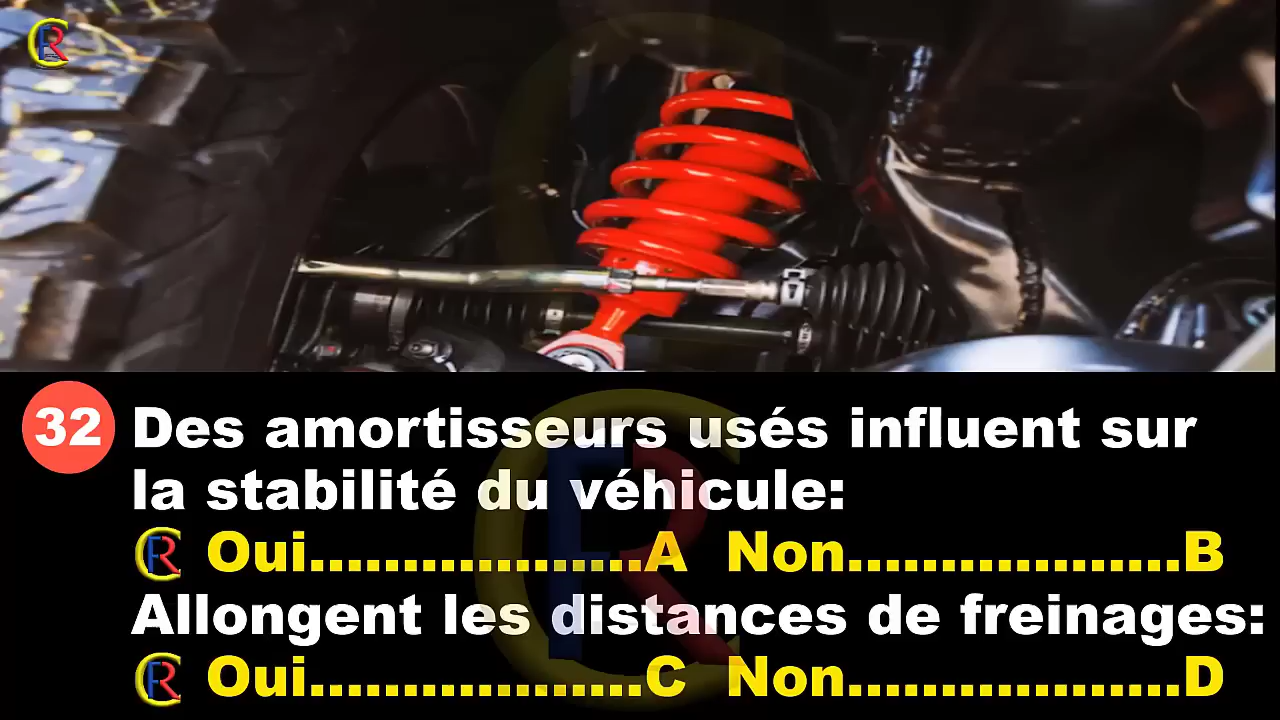 32 Des amortisseurs usés influent sur
la stabilité du véhicule:
Oui..................A Non..................B
Allongent les distances de freinages:
Oui..................C Non..................D